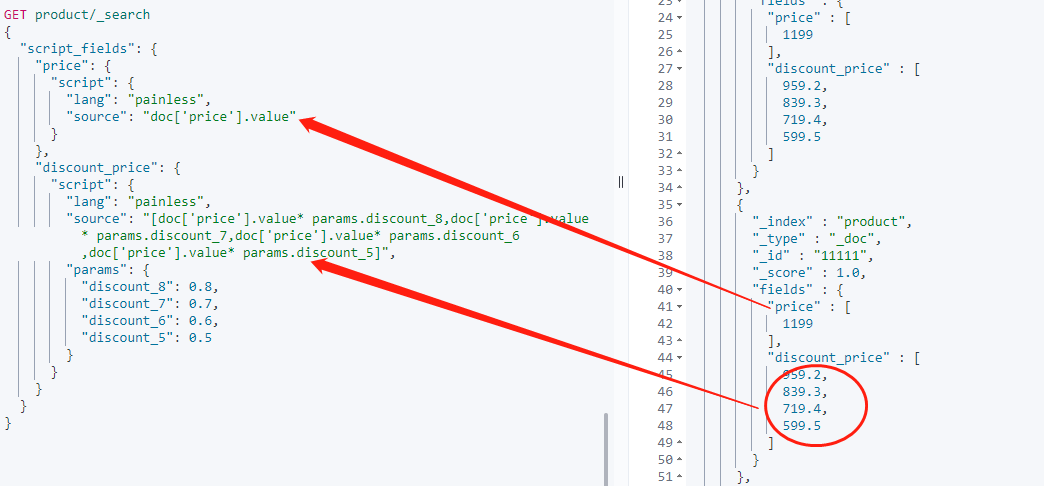 GET product/_search
{
"script_fields": {
"price": {
"script": {
"lang": "painless",
"source": "doc['price'].value"
}
},
"discount_price": {
"script": {
"lang": "painless",
"source": "[doc['price'].value* params.discount_8,doc['price'].value
* params.discount_7,doc['price'].value* params.discount_6
,doc['price'].value* params.discount_5]",
"params": {
"discount_8": 0.8,
"discount_7": 0.7,
"discount_6": 0.6,
"discount_5": 0.5
}
}
}
}
}
23 "fields" : {
24 "price" : [
25 1199
26 ],
27 "discount_price" : [
28 959.2,
29 839.3,
30 719.4,
31 599.5
32 ]
33 }
34 },
35 {
36 "_index" : "product",
37 "_type" : "_doc",
38 "_id" : "11111",
39 "_score" : 1.0,
40 "fields" : {
41 "price" : [
42 1199
43 ],
44 "discount_price" : [
45 959.2,
46 839.3,
47 719.4,
48 599.5
49 ]
50 }
51 },